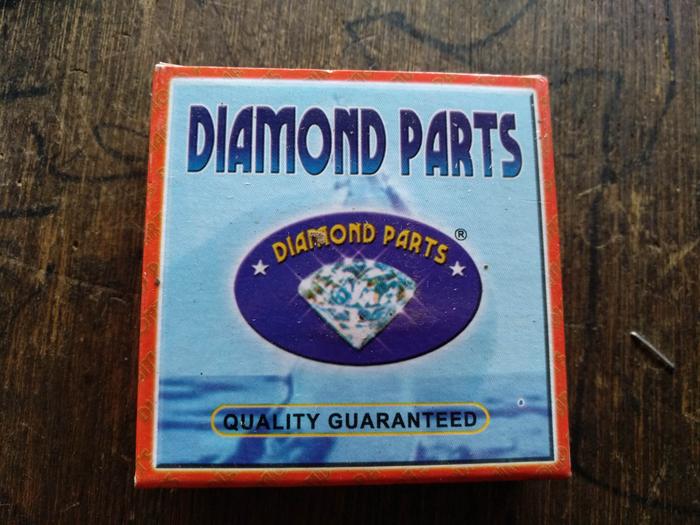 DIAMOND PARTS
DIAMOND PARTS
®
QUALITY GUARANTEED